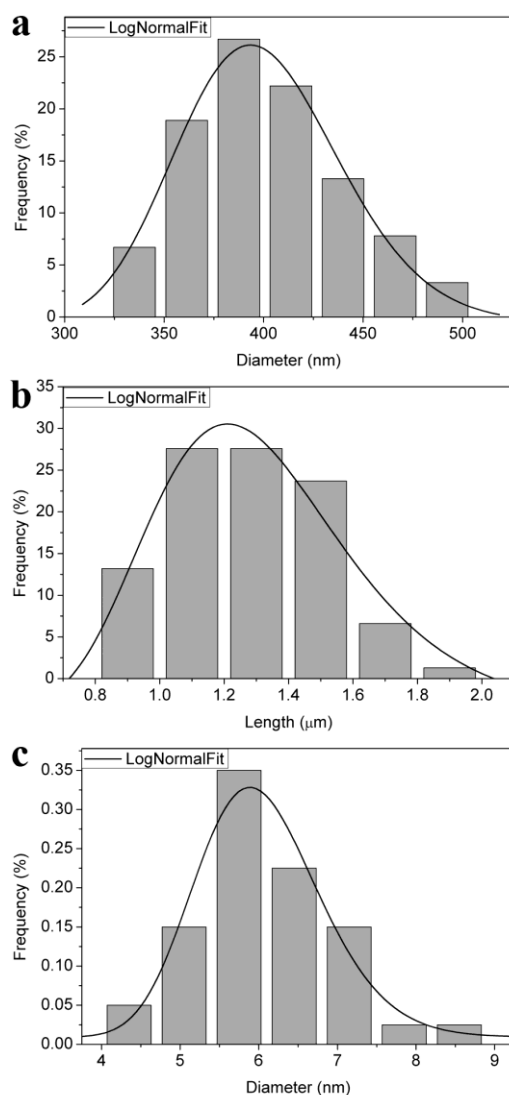 a
LogNormalFit
25
20
15
10
5
0
300 350 400 450 500
Frequency (%)
Diameter (nm)
b
LogNormalFit
35
30
25
20
15
10
5
0
0.8 1.0 1.2 1.4 1.6 1.8 2.0
Frequency (%)
Length (μm)
c
LogNormalFit
0.35
0.30
0.25
0.20
0.15
0.10
0.05
0.00
4 5 6 7 8 9
Frequency (%)
Diameter (nm)